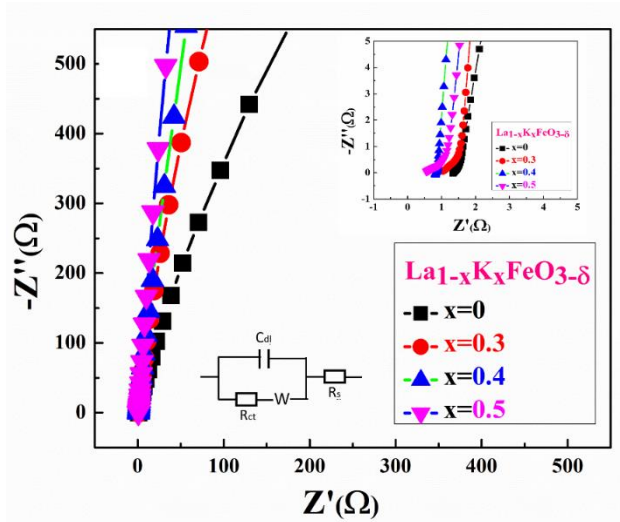 -Z''(Ω)
500
400
300
200
100
0
0
100
200
300
400
500
Z'(Ω)
-Z''(Ω)
5
4
3
2
1
0
-1
-1
0
1
2
3
4
5
Z'(Ω)
La1-xKxFeO3-δ
x=0
x=0.3
x=0.4
x=0.5
La1-xKxFeO3-δ
x=0
x=0.3
x=0.4
x=0.5
Cdl
Rct
W
Rs